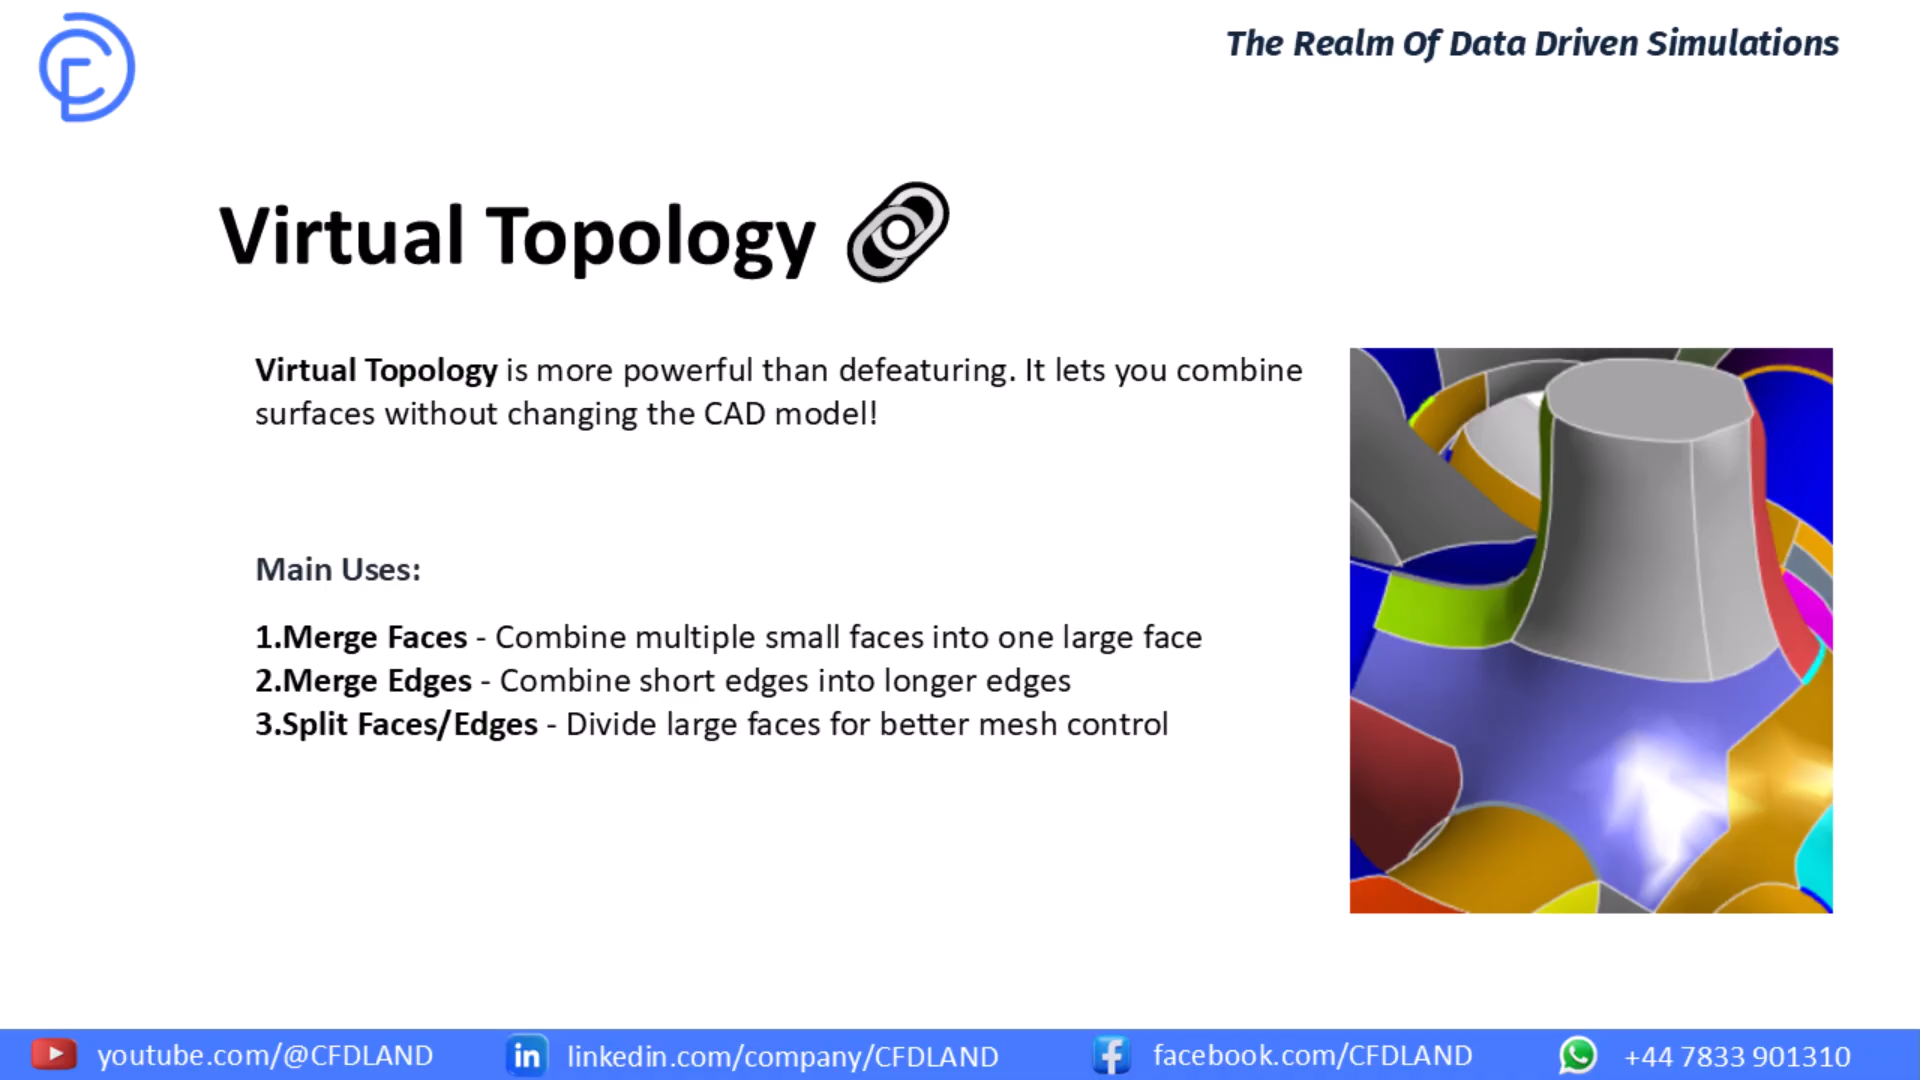 The Realm Of Data Driven Simulations
Virtual Topology
Virtual Topology is more powerful than defeaturing. It lets you combine
surfaces without changing the CAD model!
Main Uses:
1.Merge Faces - Combine multiple small faces into one large face
2.Merge Edges - Combine short edges into longer edges
3.Split Faces/Edges - Divide large faces for better mesh control
youtube.com/@CFDLAND
linkedin.com/company/CFDLAND
facebook.com/CFDLAND
+44 7833 901310